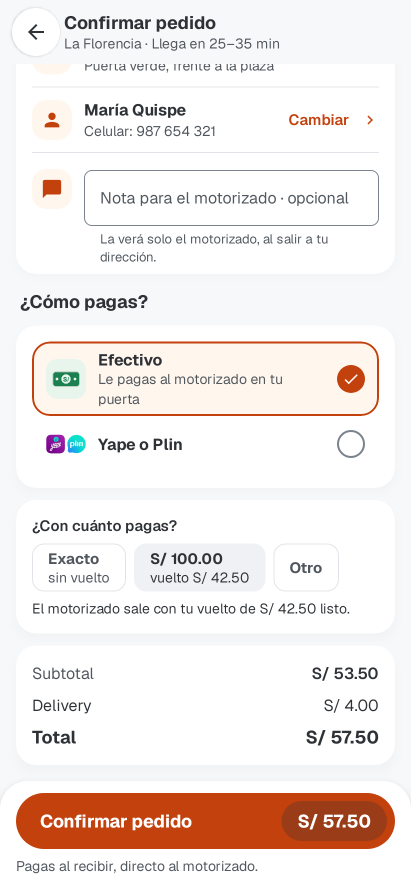 Confirmar pedido
La Florencia · Llega en 25–35 min
Puerta verde, frente a la plaza
María Quispe
Celular: 987 654 321
Cambiar
Nota para el motorizado · opcional
La verá solo el motorizado, al salir a tu
dirección.
¿Cómo pagas?
Efectivo
Le pagas al motorizado en tu
puerta
plin
Yape o Plin
¿Con cuánto pagas?
Exacto
sin vuelto
S/ 100.00
vuelto S/ 42.50
Otro
El motorizado sale con tu vuelto de S/ 42.50 listo.
Subtotal S/ 53.50
Delivery S/ 4.00
Total S/ 57.50
Confirmar pedido S/ 57.50
Pagas al recibir, directo al motorizado.